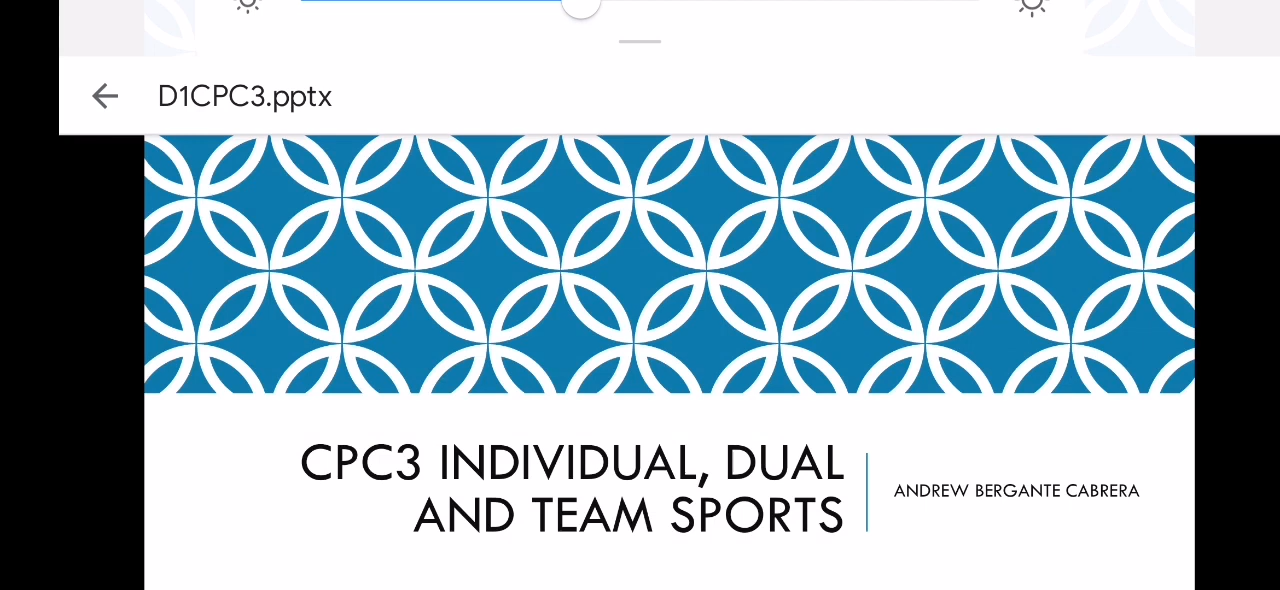 D1CPC3.pptx
CPC3 INDIVIDUAL, DUAL
AND TEAM SPORTS
ANDREW BERGANTE CABRERA